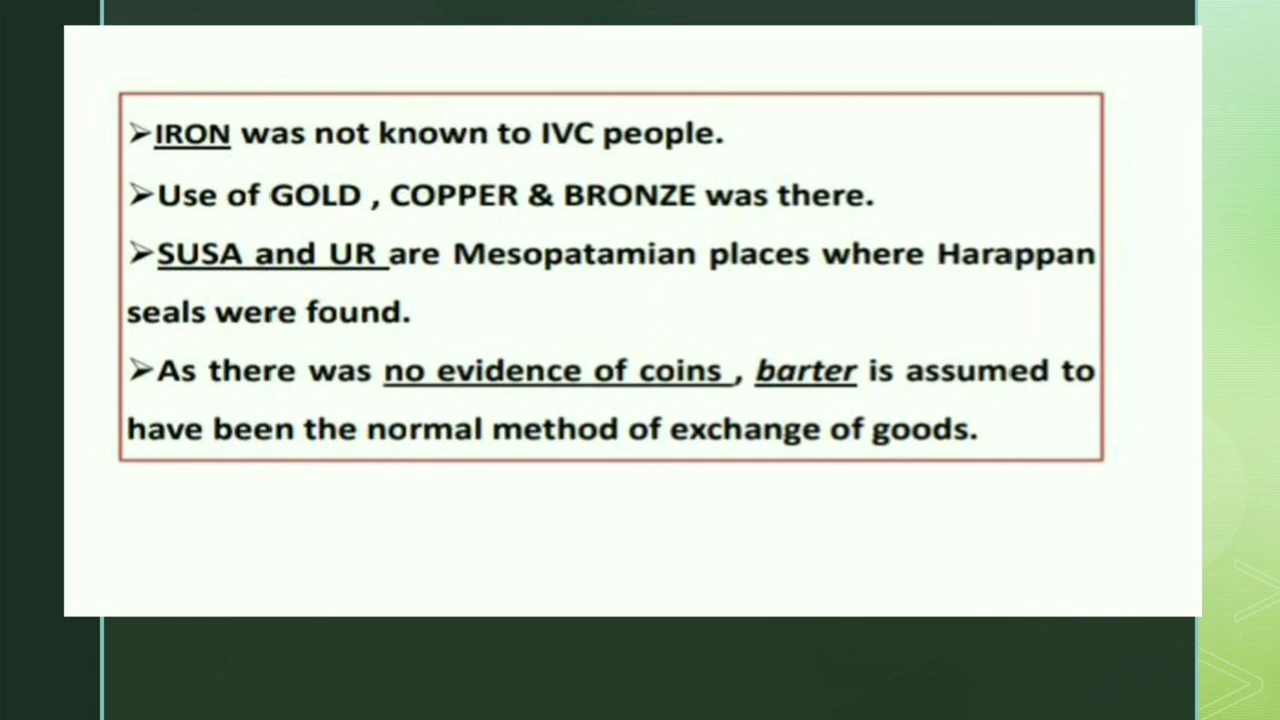 ➢IRON was not known to IVC people.
➢Use of GOLD , COPPER & BRONZE was there.
➢SUSA and UR are Mesopatamian places where Harappan
seals were found.
➢As there was no evidence of coins , barter is assumed to
have been the normal method of exchange of goods.